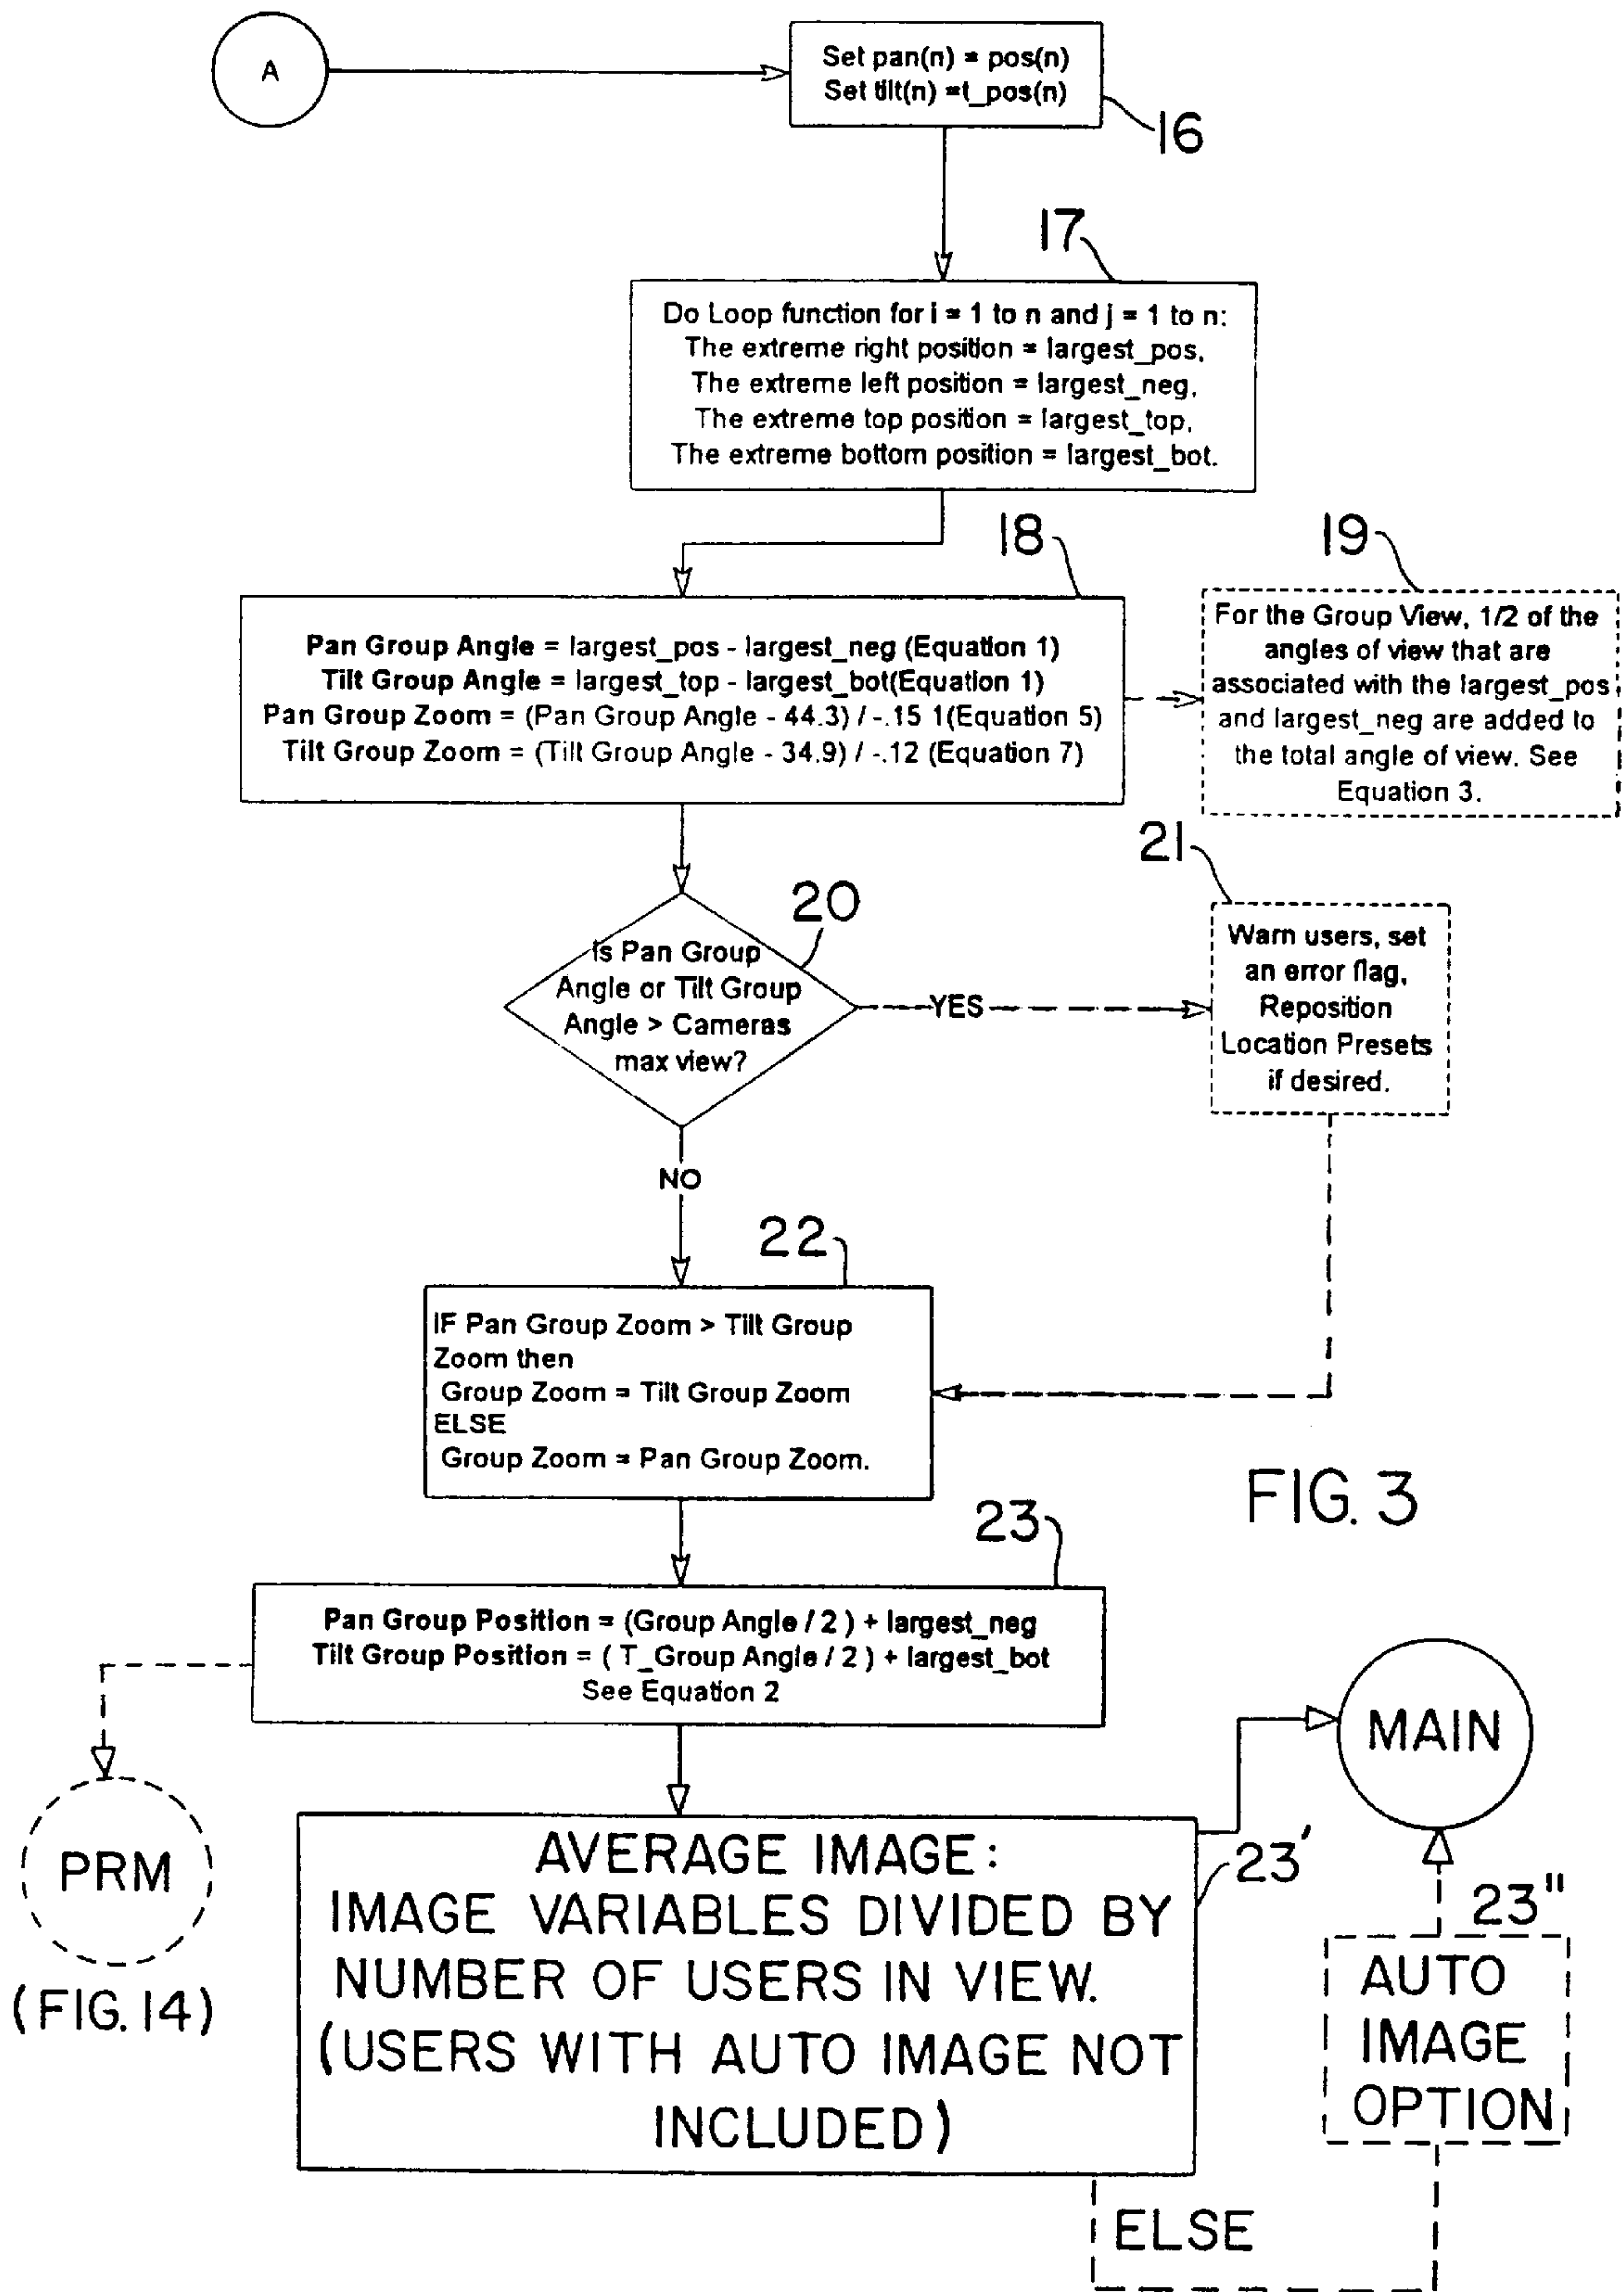 A
Set pan(n) = pos(n)
Set tilt(n) =t_pos(n)
16
17
Do Loop function for i = 1 to n and j = 1 to n:
The extreme right position = largest_pos,
The extreme left position = largest_neg,
The extreme top position = largest_top,
The extreme bottom position = largest_bot.
18
19
Pan Group Angle = largest_pos - largest_neg (Equation 1)
Tilt Group Angle = largest_top - largest_bot(Equation 1)
Pan Group Zoom = (Pan Group Angle - 44.3) / -.15 1(Equation 5)
Tilt Group Zoom = (Tilt Group Angle - 34.9) / -.12 (Equation 7)
For the Group View, 1/2 of the
angles of view that are
associated with the largest_pos
and largest_neg are added to
the total angle of view. See
Equation 3.
20
21
Is Pan Group
Angle or Tilt Group
Angle > Cameras
max view?
YES
Warn users, set
an error flag,
Reposition
Location Presets
if desired.
NO
22
IF Pan Group Zoom > Tilt Group
Zoom then
Group Zoom = Tilt Group Zoom
ELSE
Group Zoom = Pan Group Zoom.
FIG. 3
23
Pan Group Position = (Group Angle / 2 ) + largest_neg
Tilt Group Position = ( T_Group Angle / 2 ) + largest_bot
See Equation 2
MAIN
PRM
(FIG. 14)
AVERAGE IMAGE:
IMAGE VARIABLES DIVIDED BY
NUMBER OF USERS IN VIEW.
(USERS WITH AUTO IMAGE NOT
INCLUDED)
23'
23"
AUTO
IMAGE
OPTION
ELSE